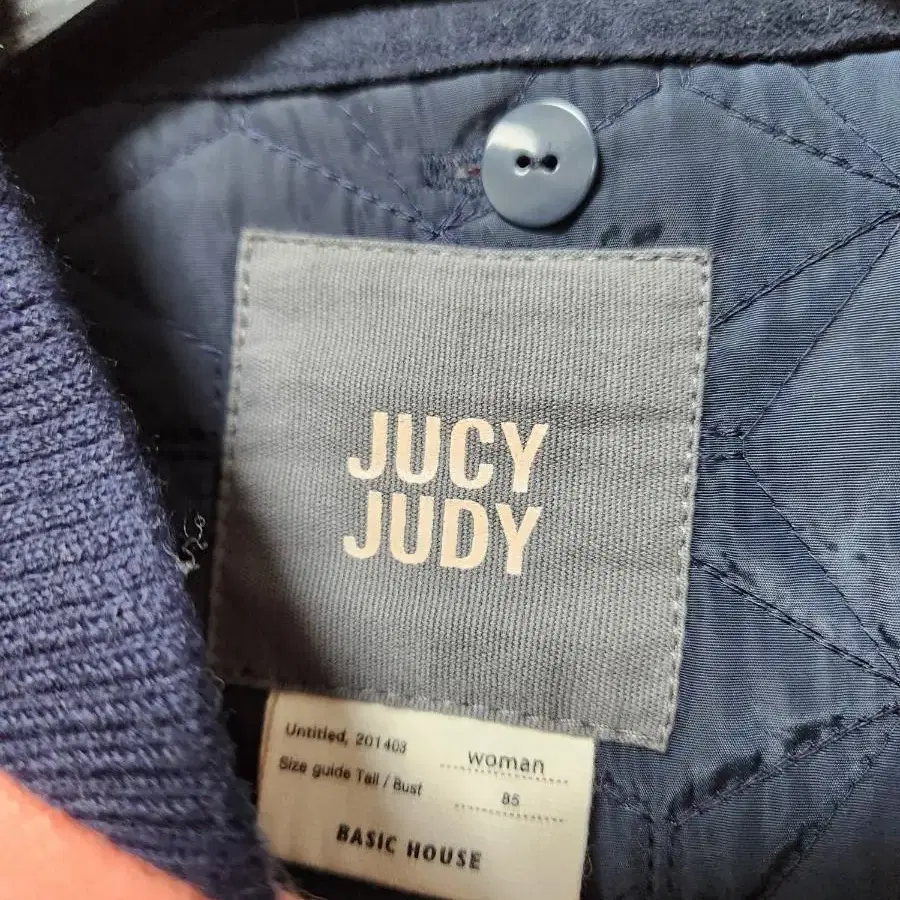 JUCY
JUDY
Untitled, 201403 woman
Size guide Tall / Bust 85
BASIC HOUSE